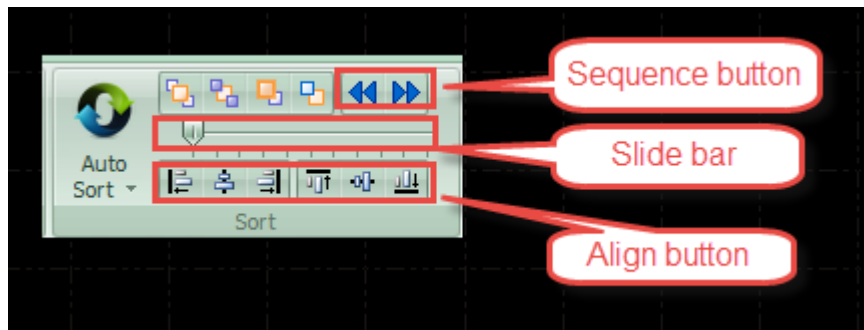 Sequence button
Slide bar
Auto
Sort
Sort
Align button